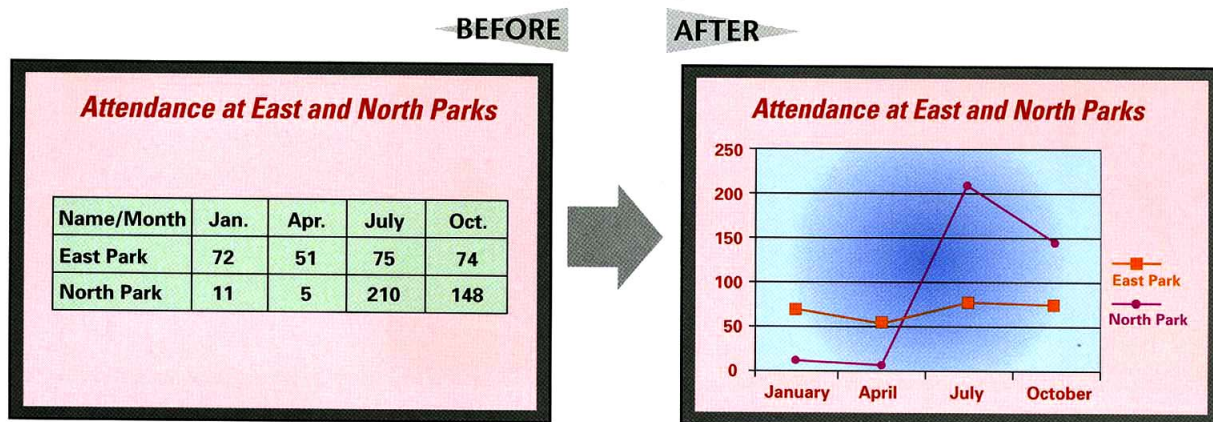 BEFORE
AFTER
Attendance at East and North Parks
Name/Month Jan. Apr. July Oct.
East Park 72 51 75 74
North Park 11 5 210 148
Attendance at East and North Parks
250
200
150
100
50
0
January April July October
East Park
North Park